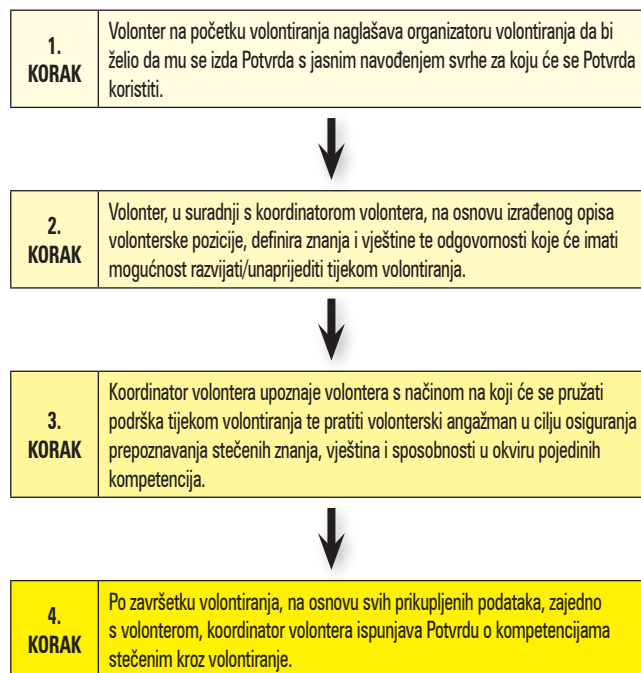 1.
KORAK
Volonter na početku volontiranja naglašava organizatoru volontiranja da bi
želio da mu se izda Potvrda s jasnim navođenjem svrhe za koju će se Potvrda
koristiti.
2.
KORAK
Volonter, u suradnji s koordinatorom volontera, na osnovu izrađenog opisa
volonterske pozicije, definira znanja i vještine te odgovornosti koje će imati
mogućnost razvijati/unaprijediti tijekom volontiranja.
3.
KORAK
Koordinator volontera upoznaje volontera s načinom na koji će se pružati
podrška tijekom volontiranja te pratiti volonterski angažman u cilju osiguranja
prepoznavanja stečenih znanja, vještina i sposobnosti u okviru pojedinih
kompetencija.
4.
KORAK
Po završetku volontiranja, na osnovu svih prikupljenih podataka, zajedno
s volonterom, koordinator volontera ispunjava Potvrdu o kompetencijama
stečenim kroz volontiranje.